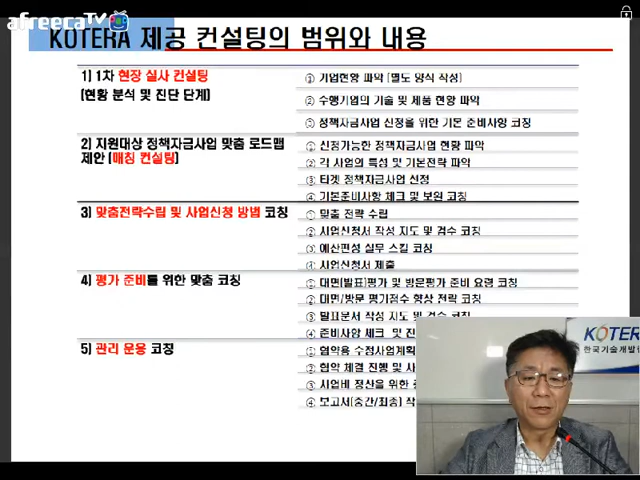 afreecaTV
KOTERA 제공 컨설팅의 범위와 내용
1] 1차 현장 실사 컨설팅
[현황 분석 및 진단 단계]
① 기업현황 파악 [별도 양식 작성]
② 수행기업의 기술 및 제품 현황 파악
③ 정책자금사업 신청을 위한 기본 준비사항 코칭
2] 지원대상 정책자금사업 맞춤 로드맵
제안 [매칭 컨설팅]
① 신청가능한 정책자금사업 현황 파악
② 각 사업의 특성 및 기본전략 파악
③ 타겟 정책자금사업 선정
④ 기본준비사항 체크 및 보완 코칭
3] 맞춤전략수립 및 사업신청 방법 코칭
① 맞춤 전략 수립
② 사업신청서 작성 지도 및 검수 코칭
③ 예산편성 실무 스킬 코칭
④ 사업신청서 제출
4] 평가 준비를 위한 맞춤 코칭
① 대면[발표]평가 및 방문평가 준비 요령 코칭
② 대면/방문 평가점수 향상 전략 코칭
③ 발표문서 작성 지도 및 검수 코칭
④ 준비사항 체크 및 진
5] 관리 운용 코칭
① 협약용 수정사업계획
② 협약 체결 진행 및 사
③ 사업비 정산을 위한
④ 보고서[중간/최종] 작
KOTERA
한국기술개발